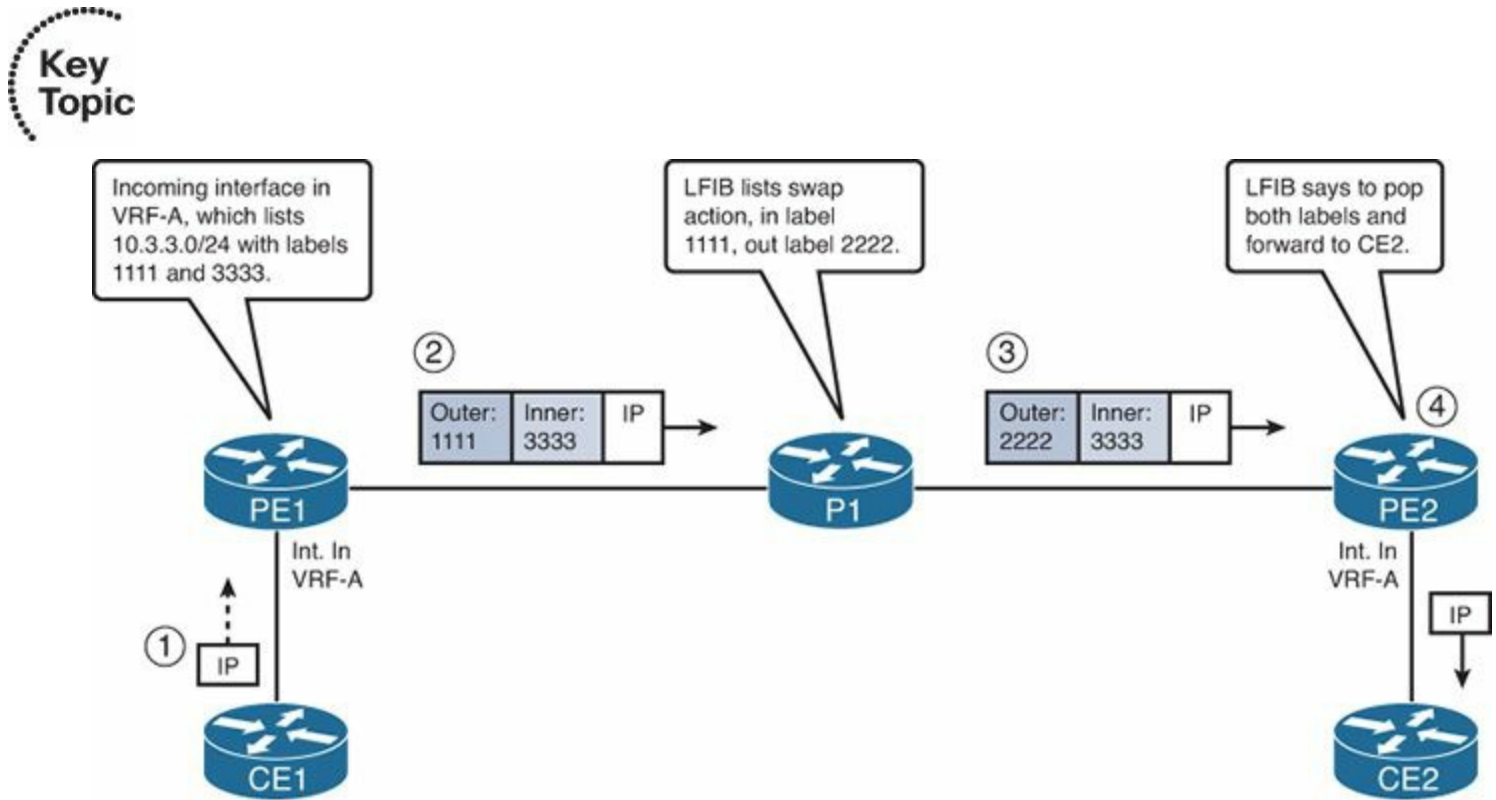 Key
Topic
Incoming interface in
VRF-A, which lists
10.3.3.0/24 with labels
1111 and 3333.
LFIB lists swap
action, in label
1111, out label 2222.
LFIB says to pop
both labels and
forward to CE2.
②
Outer:
1111
Inner:
3333
IP
③
Outer:
2222
Inner:
3333
IP
④
PE1
P1
PE2
Int. In
VRF-A
Int. In
VRF-A
①
IP
IP
CE1
CE2